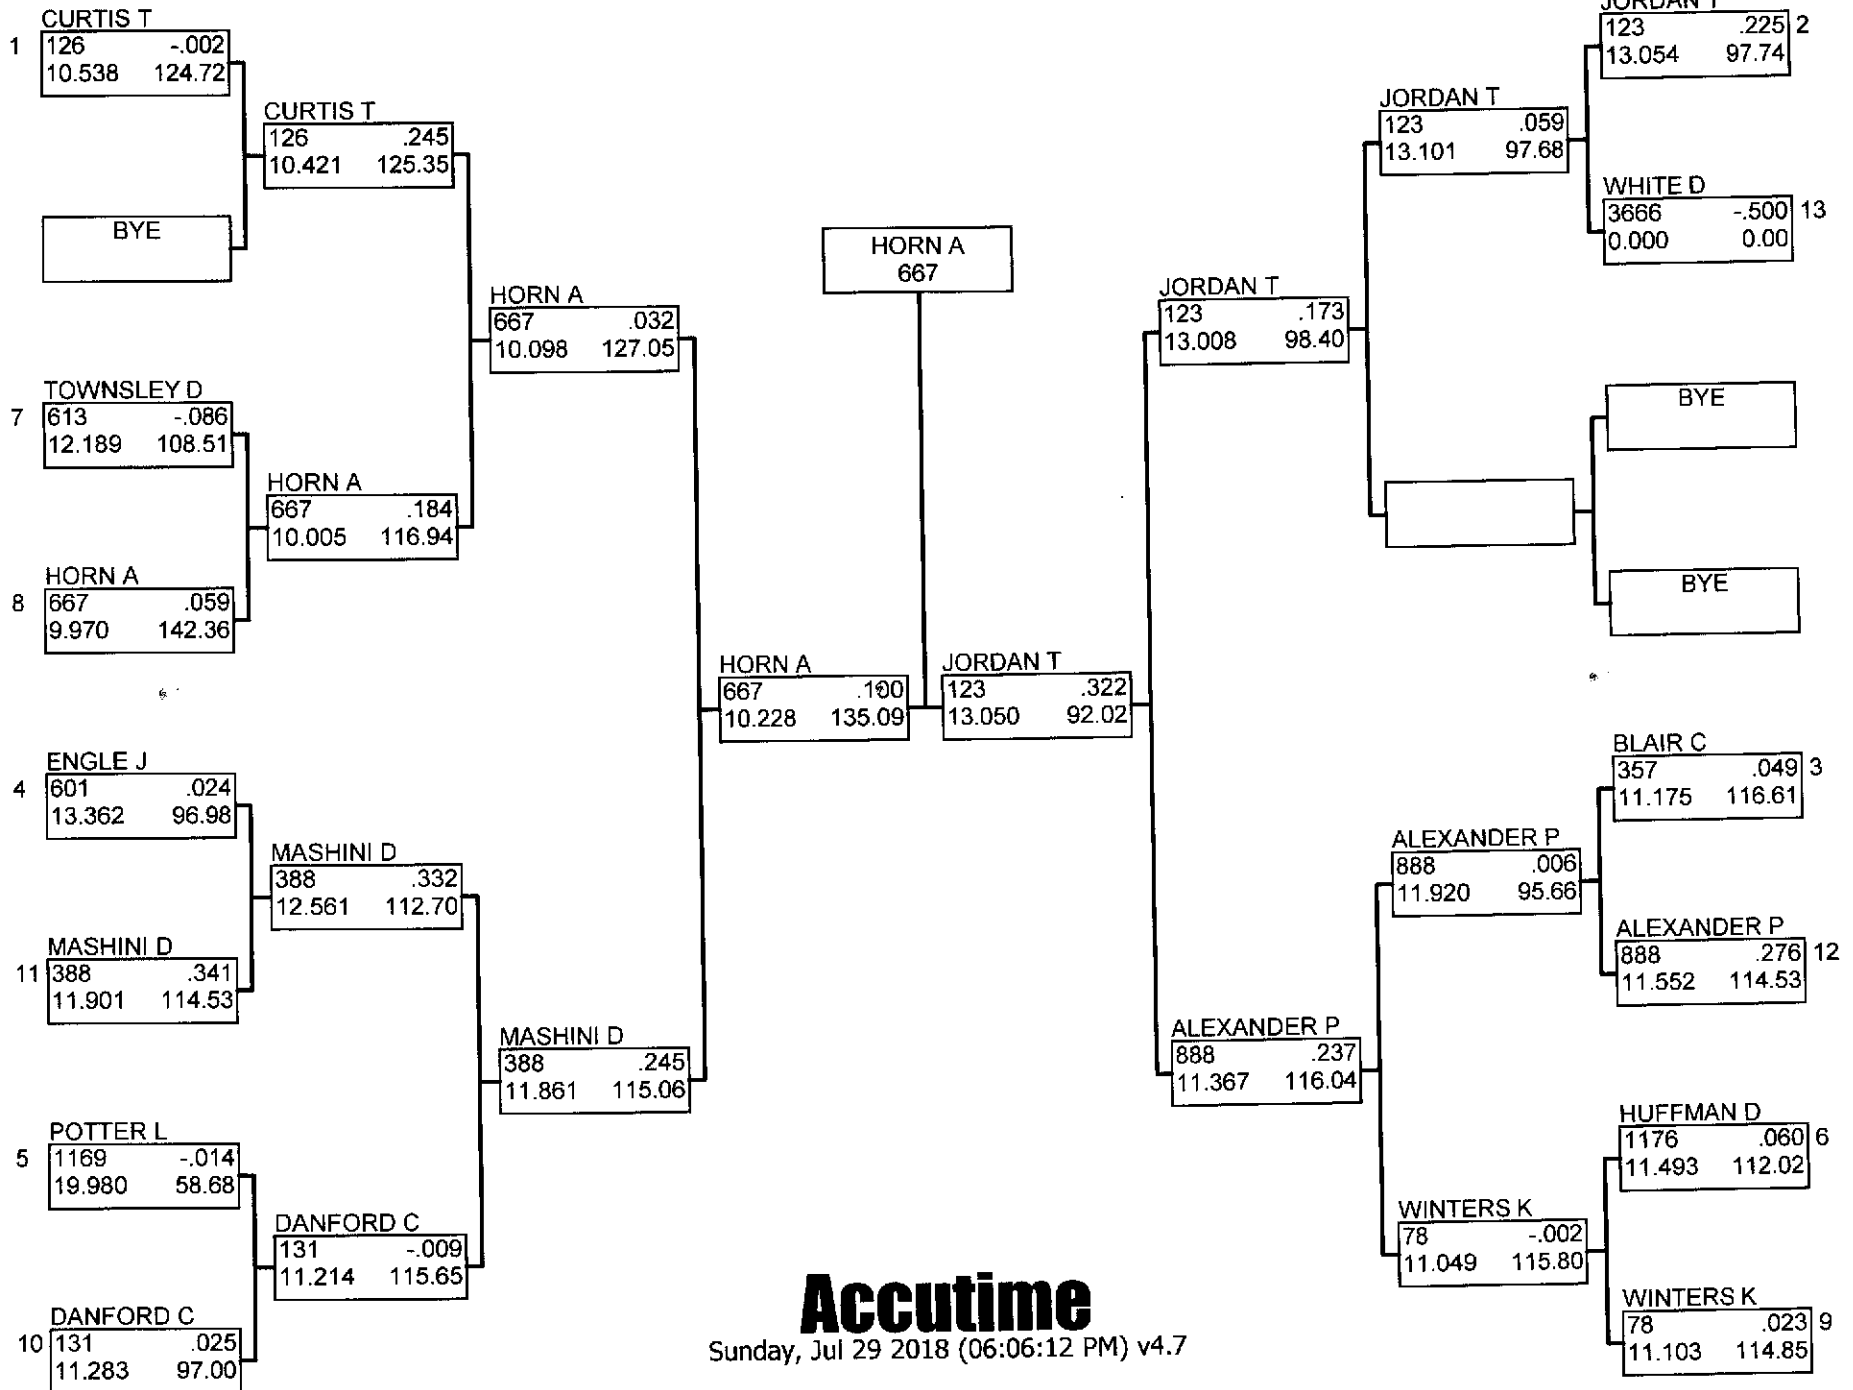 CURTIS T
1 126 -.002
10.538 124.72
BYE
TOWNSLEY D
7 613 -.086
12.189 108.51
HORN A
8 667 .059
9.970 142.36
ENGLE J
4 601 .024
13.362 96.98
MASHINI D
11 388 .341
11.901 114.53
POTTER L
5 1169 -.014
19.980 58.68
DANFORD C
10 131 .025
11.283 97.00
CURTIS T
126 .245
10.421 125.35
HORN A
667 .184
10.005 116.94
MASHINI D
388 .332
12.561 112.70
DANFORD C
131 -.009
11.214 115.65
HORN A
667 .032
10.098 127.05
MASHINI D
388 .245
11.861 115.06
HORN A
667 .100
10.228 135.09
HORN A
667
JORDAN T
123 .322
13.050 92.02
JORDAN T
123 .173
13.008 98.40
ALEXANDER P
888 .237
11.367 116.04
JORDAN T
123 .059
13.101 97.68
ALEXANDER P
888 .006
11.920 95.66
WINTERS K
78 -.002
11.049 115.80
JORDAN T
123 .225 2
13.054 97.74
WHITE D
3666 -.500 13
0.000 0.00
BYE
BYE
BLAIR C
357 .049 3
11.175 116.61
ALEXANDER P
888 .276 12
11.552 114.53
HUFFMAN D
1176 .060 6
11.493 112.02
WINTERS K
78 .023 9
11.103 114.85
Accutime
Sunday, Jul 29 2018 (06:06:12 PM) v4.7